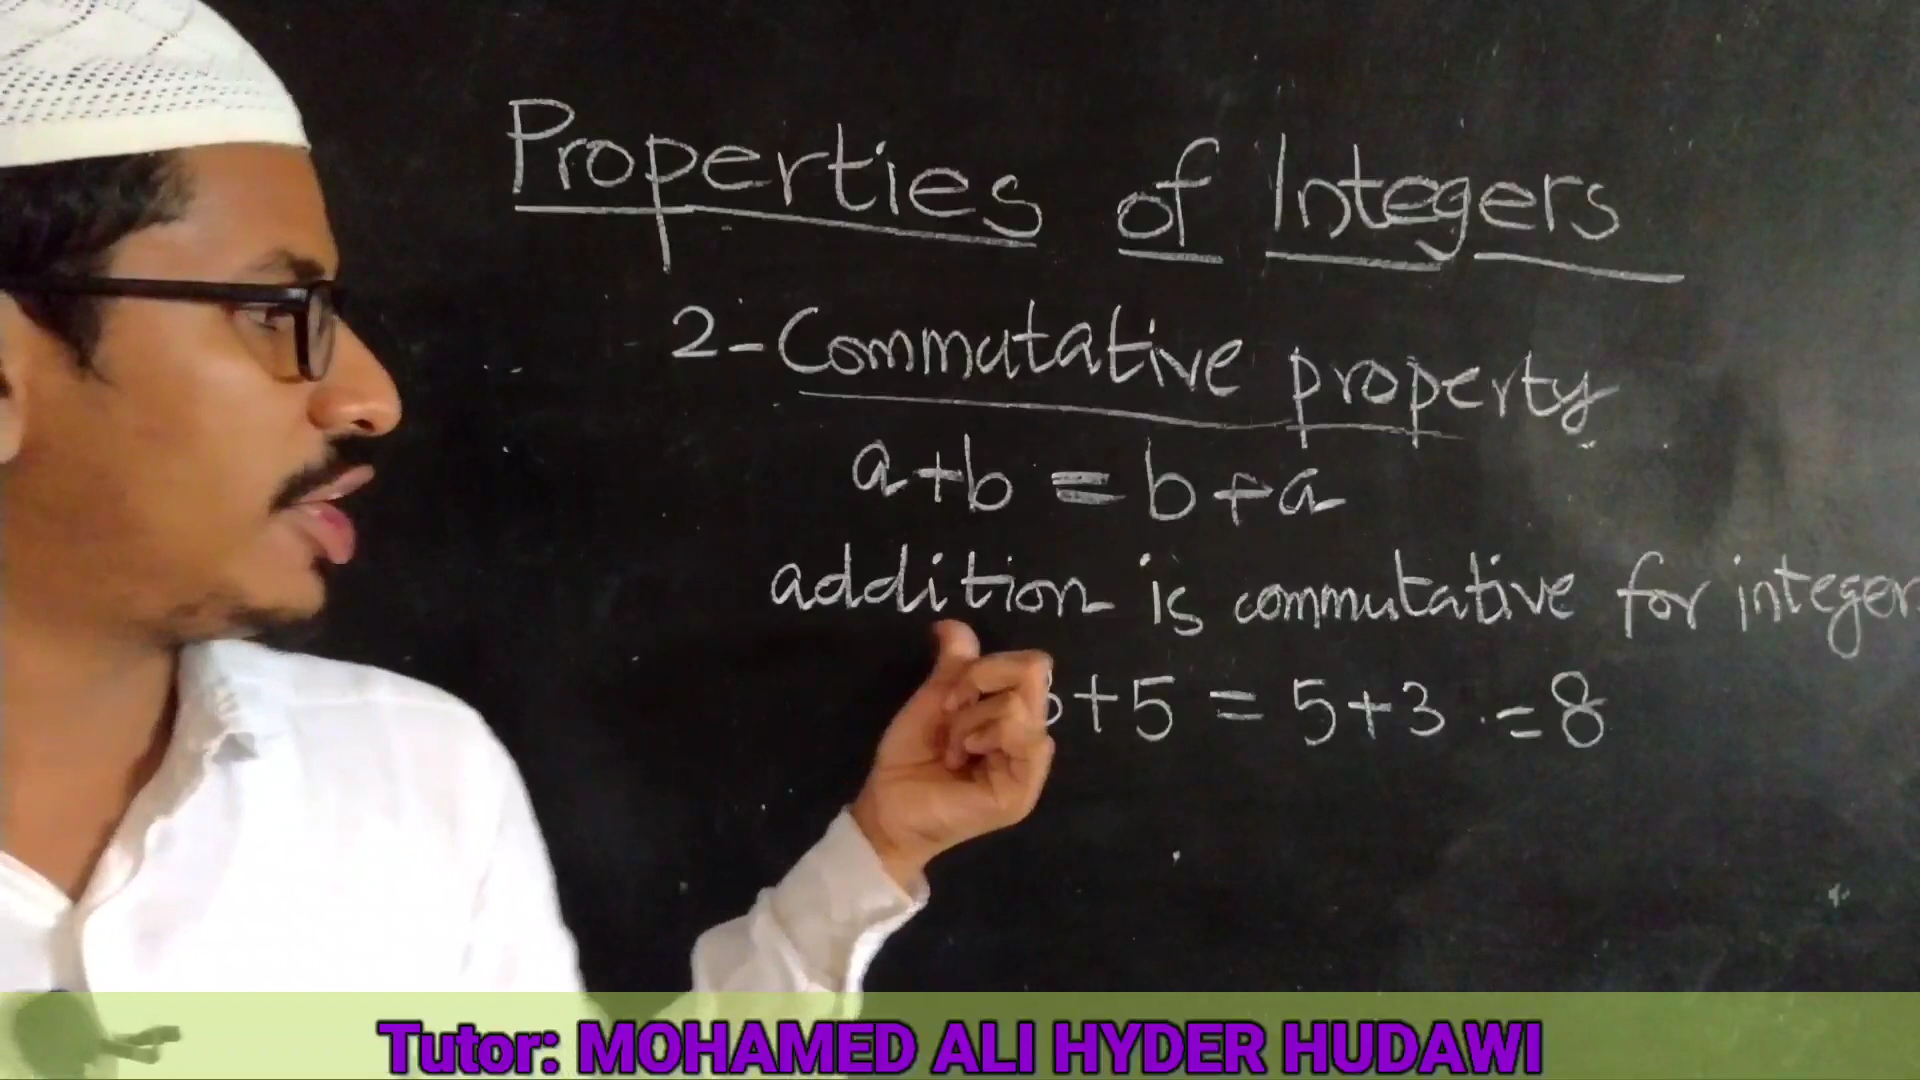 Properties of Integers
2-Commutative property
a+b = b+a
addition is commutative for integer
3+5 = 5+3 .=8
Tutor: MOHAMED ALI HYDER HUDAWI